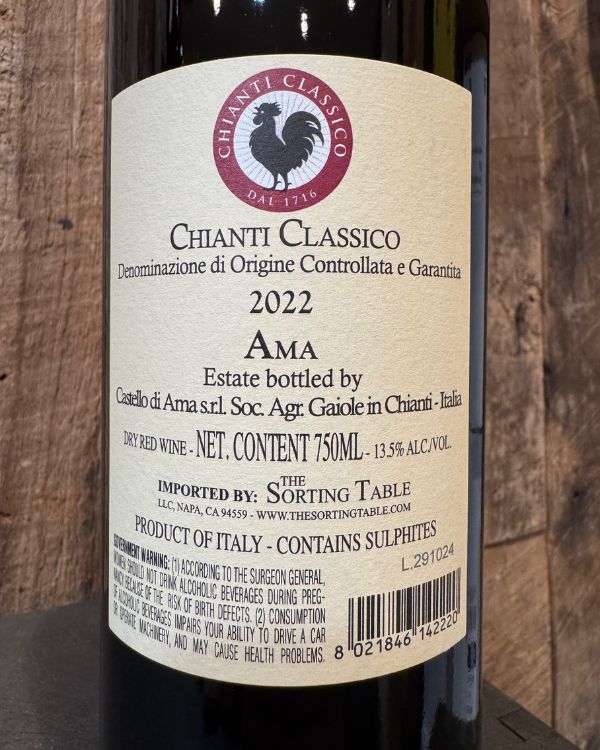 CHIANTI CLASSICO
DAL 1716
CHIANTI CLASSICO
Denominazione di Origine Controllata e Garantita
2022
AMA
Estate bottled by
Castello di Ama s.r.l. Soc. Agr. Gaiole in Chianti - Italia
DRY RED WINE - NET. CONTENT 750ML - 13.5% ALC./VOL.
IMPORTED BY: THE SORTING TABLE
LLC, NAPA, CA 94559 - WWW.THESORTINGTABLE.COM
PRODUCT OF ITALY - CONTAINS SULPHITES
L.291024
GOVERNMENT WARNING: (1) ACCORDING TO THE SURGEON GENERAL,
WOMEN SHOULD NOT DRINK ALCOHOLIC BEVERAGES DURING PREG-
NANCY BECAUSE OF THE RISK OF BIRTH DEFECTS. (2) CONSUMPTION
OF ALCOHOLIC BEVERAGES IMPAIRS YOUR ABILITY TO DRIVE A CAR
OR OPERATE MACHINERY, AND MAY CAUSE HEALTH PROBLEMS.
8 021846 142220